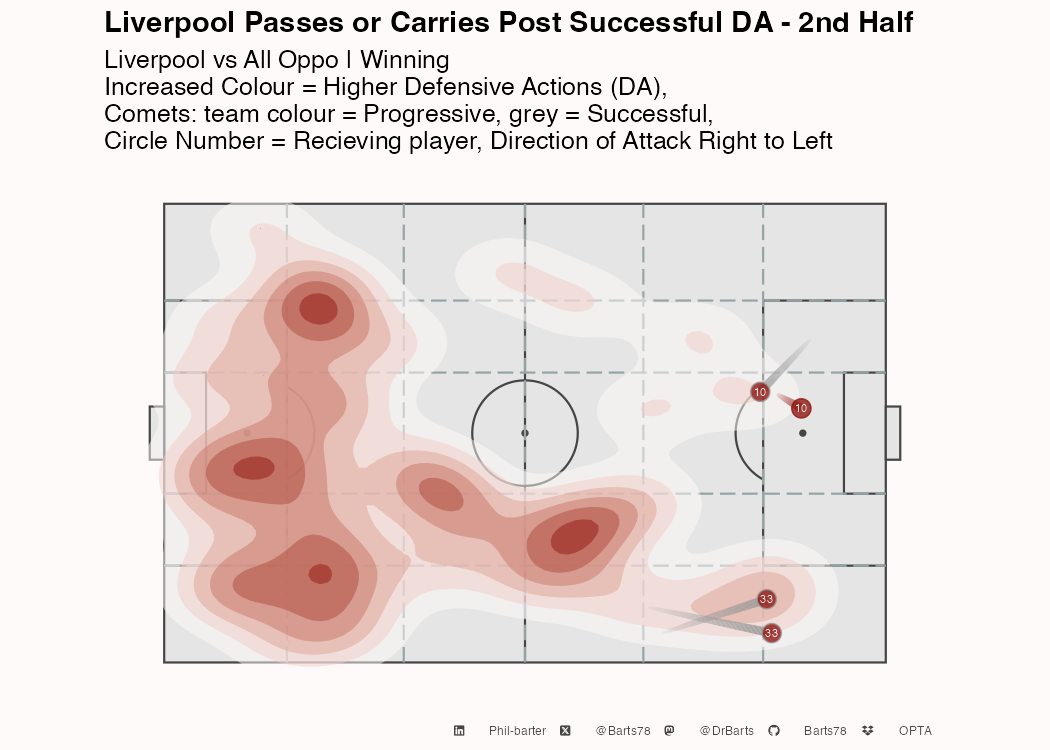 Liverpool Passes or Carries Post Successful DA - 2nd Half
Liverpool vs All Oppo | Winning
Increased Colour = Higher Defensive Actions (DA),
Comets: team colour = Progressive, grey = Successful,
Circle Number = Recieving player, Direction of Attack Right to Left
10
10
33
33
Phil-barter @Barts78 @DrBarts Barts78 OPTA